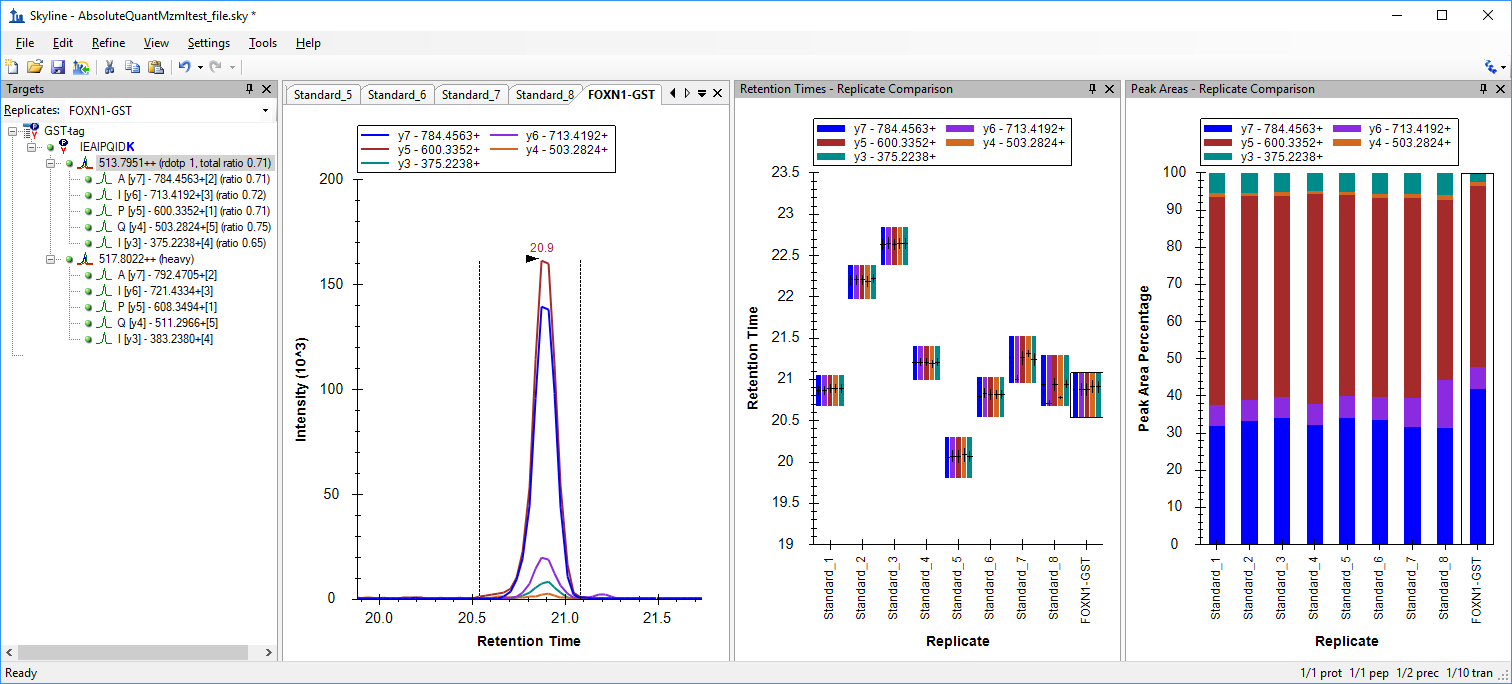 Skyline - AbsoluteQuantMzmltest_file.sky *
File Edit Refine View Settings Tools Help
Targets
Replicates: FOXN1-GST
GST-tag
IEAIPQIDK
513.7951++ (rdotp 1, total ratio 0.71)
A [y7] - 784.4563+[2] (ratio 0.71)
I [y6] - 713.4192+[3] (ratio 0.72)
P [y5] - 600.3352+[1] (ratio 0.71)
Q [y4] - 503.2824+[5] (ratio 0.75)
I [y3] - 375.2238+[4] (ratio 0.65)
517.8022++ (heavy)
A [y7] - 792.4705+[2]
I [y6] - 721.4334+[3]
P [y5] - 608.3494+[1]
Q [y4] - 511.2966+[5]
I [y3] - 383.2380+[4]
Standard_5 Standard_6 Standard_7 Standard_8 FOXN1-GST
y7 - 784.4563+ y6 - 713.4192+
y5 - 600.3352+ y4 - 503.2824+
y3 - 375.2238+
200
150
100
50
0
Intensity (10^3)
20.9
20.0 20.5 21.0 21.5
Retention Time
Retention Times - Replicate Comparison
y7 - 784.4563+ y6 - 713.4192+
y5 - 600.3352+ y4 - 503.2824+
y3 - 375.2238+
23.5
23
22.5
22
21.5
21
20.5
20
19.5
19
Retention Time
Standard_1
Standard_2
Standard_3
Standard_4
Standard_5
Standard_6
Standard_7
Standard_8
FOXN1-GST
Replicate
Peak Areas - Replicate Comparison
y7 - 784.4563+ y6 - 713.4192+
y5 - 600.3352+ y4 - 503.2824+
y3 - 375.2238+
100
90
80
70
60
50
40
30
20
10
0
Peak Area Percentage
Standard_1
Standard_2
Standard_3
Standard_4
Standard_5
Standard_6
Standard_7
Standard_8
FOXN1-GST
Replicate
Ready
1/1 prot 1/1 pep 1/2 prec 1/10 tran